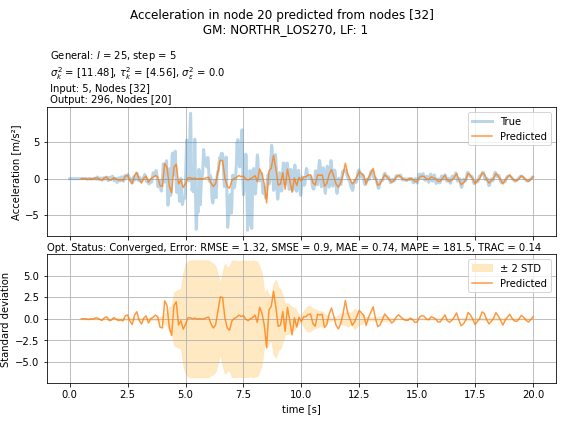 Acceleration in node 20 predicted from nodes [32]
GM: NORTHR_LOS270, LF: 1
General: l = 25, step = 5
σ²ₖ = [11.48], τ²ₖ = [4.56], σ²ε = 0.0
Input: 5, Nodes [32]
Output: 296, Nodes [20]
Acceleration [m/s²]
5
0
−5
True
Predicted
Opt. Status: Converged, Error: RMSE = 1.32, SMSE = 0.9, MAE = 0.74, MAPE = 181.5, TRAC = 0.14
Standard deviation
5.0
2.5
0.0
−2.5
−5.0
± 2 STD
Predicted
0.0 2.5 5.0 7.5 10.0 12.5 15.0 17.5 20.0
time [s]